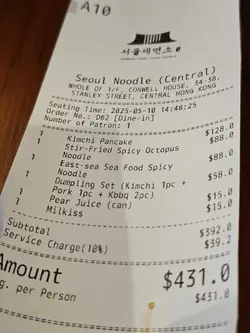 A10
서울제면소
Seoul Noodle (Central)
WHOLE OF 1/F, CONWELL HOUSE, 34-38,
STANLEY STREET, CENTRAL HONG KONG
Seating Time: 2025-05-10 14:48:25
Order No.: D62 [Dine-in]
Number of Patron: 1
1 Kimchi Pancake $128.0
1 Stir-Fried Spicy Octopus $88.0
Noodle
1 East-sea Sea Food Spicy $88.0
Noodle
1 Dumpling Set (Kimchi 1pc + $58.0
Pork 2pc) + Kbbq 2pc)
1 Pear Juice (can) $15.0
1 Milkiss $15.0
Subtotal $392.0
Service Charge(10%) $39.2
Amount $431.0
g. per Person $431.0